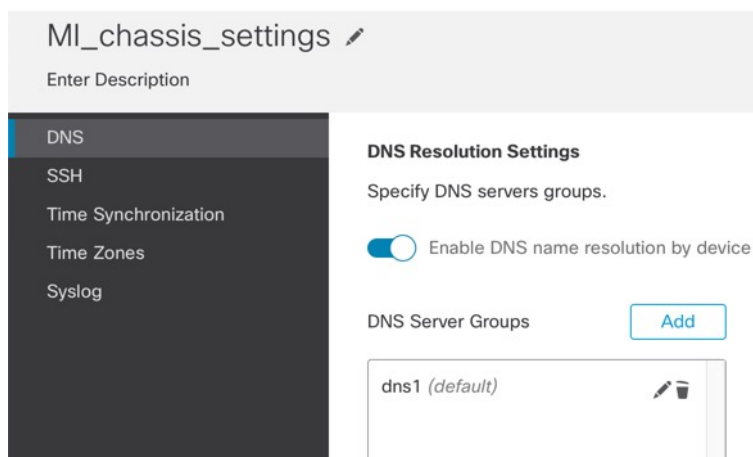 MI_chassis_settings
Enter Description
DNS
SSH
Time Synchronization
Time Zones
Syslog
DNS Resolution Settings
Specify DNS servers groups.
Enable DNS name resolution by device
DNS Server Groups
Add
dns1 (default)